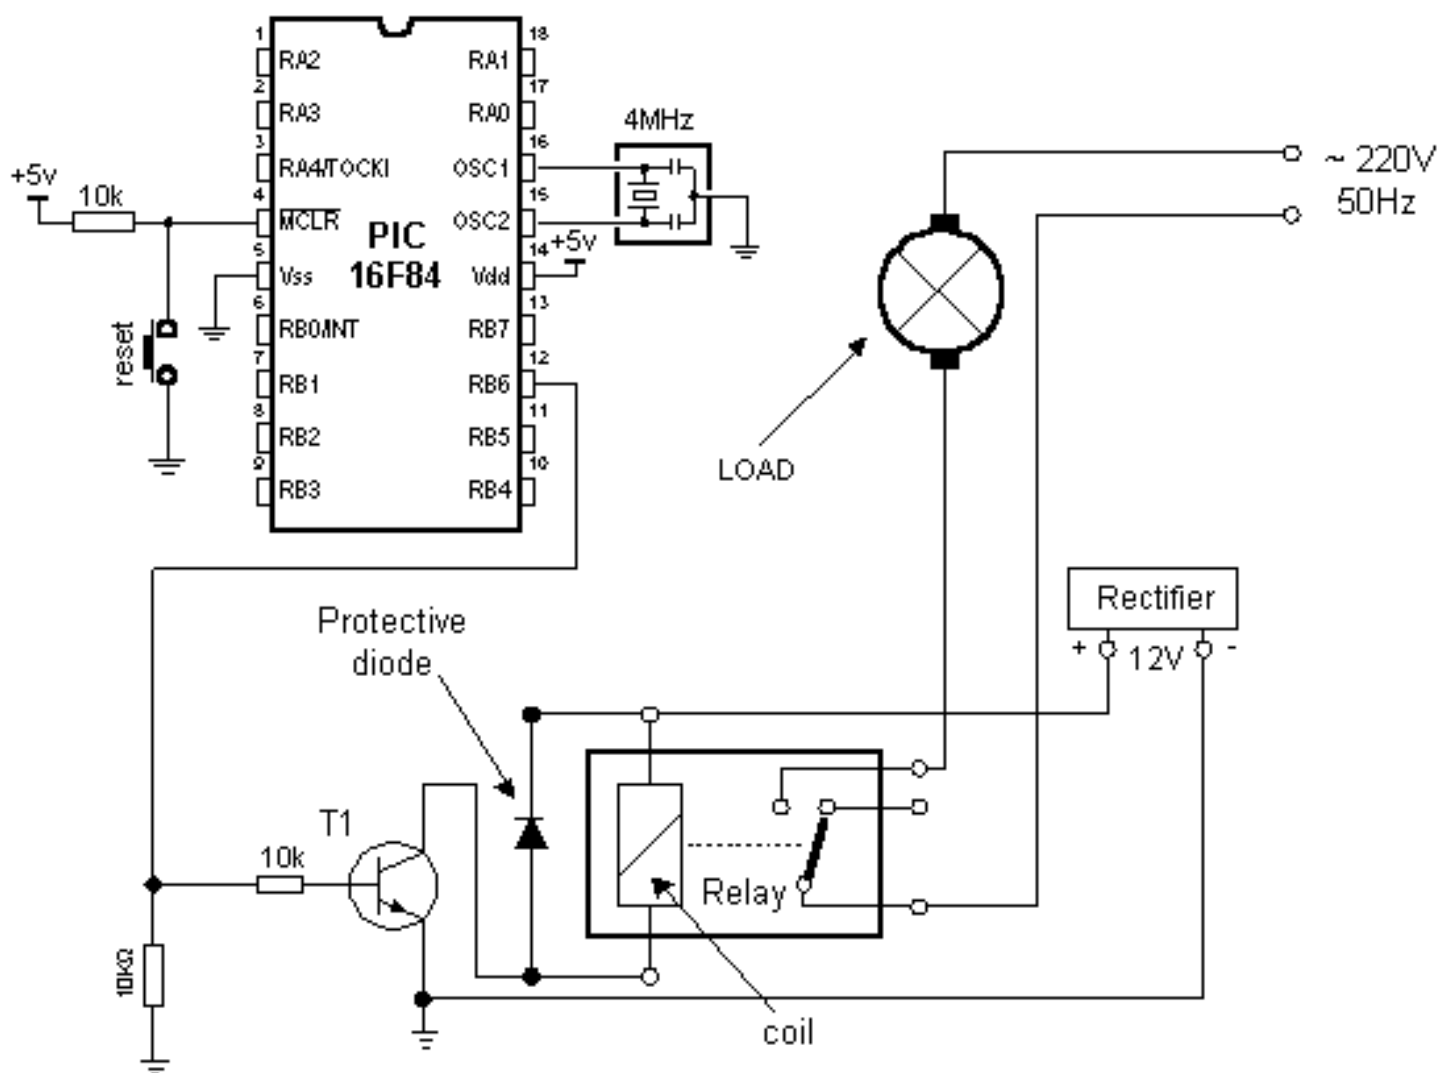 1
RA2
2
RA3
3
RA4/TOCKI
4
MCLR
5
Vss
6
RB0/INT
7
RB1
8
RB2
9
RB3
PIC
16F84
18
RA1
17
RA0
16
OSC1
15
OSC2
14
Vdd
13
RB7
12
RB6
11
RB5
10
RB4
+5v
10k
reset
4MHz
+5v
~ 220V
50Hz
LOAD
Rectifier
+ 12V -
Protective
diode
T1
10k
10KΩ
Relay
coil